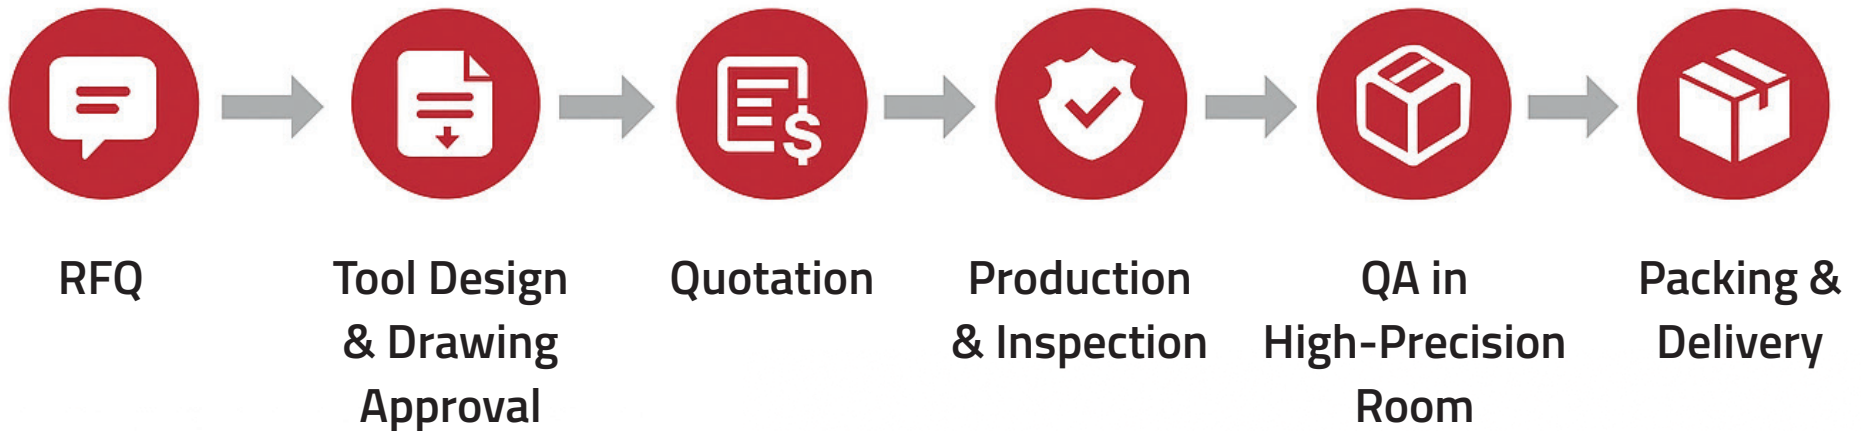 RFQ
Tool Design
& Drawing
Approval
Quotation
Production
& Inspection
QA in
High-Precision
Room
Packing &
Delivery
$